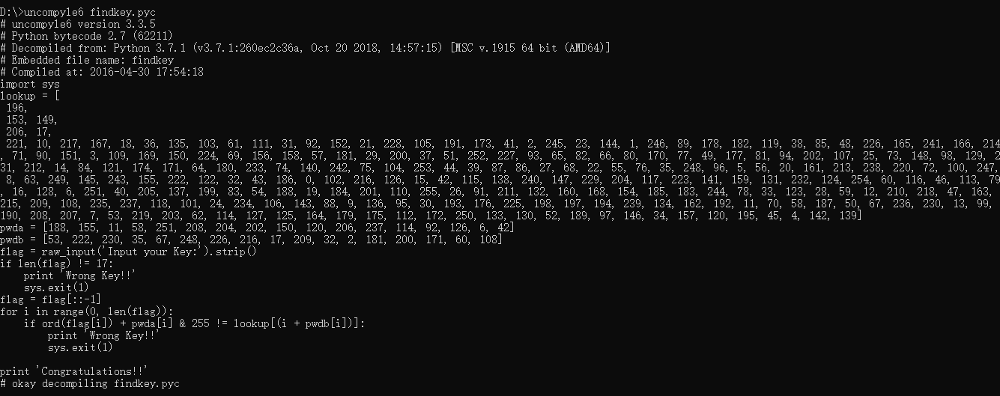 D:\>uncompyle6 findkey.pyc
# uncompyle6 version 3.3.5
# Python bytecode 2.7 (62211)
# Decompiled from: Python 3.7.1 (v3.7.1:260ec2c36a, Oct 20 2018, 14:57:15) [MSC v.1915 64 bit (AMD64)]
# Embedded file name: findkey
# Compiled at: 2016-04-30 17:54:18
import sys
lookup = [
 196,
 153, 149,
 206, 17,
 221, 10, 217, 167, 18, 36, 135, 103, 61, 111, 31, 92, 152, 21, 228, 105, 191, 173, 41, 2, 245, 23, 144, 1, 246, 89, 178, 182, 119, 38, 85, 48, 226, 165, 241, 166, 214
, 71, 90, 151, 3, 109, 169, 150, 224, 69, 156, 158, 57, 181, 29, 200, 37, 51, 252, 227, 93, 65, 82, 66, 80, 170, 77, 49, 177, 81, 94, 202, 107, 25, 73, 148, 98, 129, 2
31, 212, 14, 84, 121, 174, 171, 64, 180, 233, 74, 140, 242, 75, 104, 253, 44, 39, 87, 86, 27, 68, 22, 55, 76, 35, 248, 96, 5, 56, 20, 161, 213, 238, 220, 72, 100, 247,
 8, 63, 249, 145, 243, 155, 222, 122, 32, 43, 186, 0, 102, 216, 126, 15, 42, 115, 138, 240, 147, 229, 204, 117, 223, 141, 159, 131, 232, 124, 254, 60, 116, 46, 113, 79
, 16, 128, 6, 251, 40, 205, 137, 199, 83, 54, 188, 19, 184, 201, 110, 255, 26, 91, 211, 132, 160, 168, 154, 185, 183, 244, 78, 33, 123, 28, 59, 12, 210, 218, 47, 163,
215, 209, 108, 235, 237, 118, 101, 24, 234, 106, 143, 88, 9, 136, 95, 30, 193, 176, 225, 198, 197, 194, 239, 134, 162, 192, 11, 70, 58, 187, 50, 67, 236, 230, 13, 99,
190, 208, 207, 7, 53, 219, 203, 62, 114, 127, 125, 164, 179, 175, 112, 172, 250, 133, 130, 52, 189, 97, 146, 34, 157, 120, 195, 45, 4, 142, 139]
pwda = [188, 155, 11, 58, 251, 208, 204, 202, 150, 120, 206, 237, 114, 92, 126, 6, 42]
pwdb = [53, 222, 230, 35, 67, 248, 226, 216, 17, 209, 32, 2, 181, 200, 171, 60, 108]
flag = raw_input('Input your Key:').strip()
if len(flag) != 17:
    print 'Wrong Key!!'
    sys.exit(1)
flag = flag[::-1]
for i in range(0, len(flag)):
    if ord(flag[i]) + pwda[i] & 255 != lookup[(i + pwdb[i])]:
        print 'Wrong Key!!'
        sys.exit(1)
print 'Congratulations!!'
# okay decompiling findkey.pyc